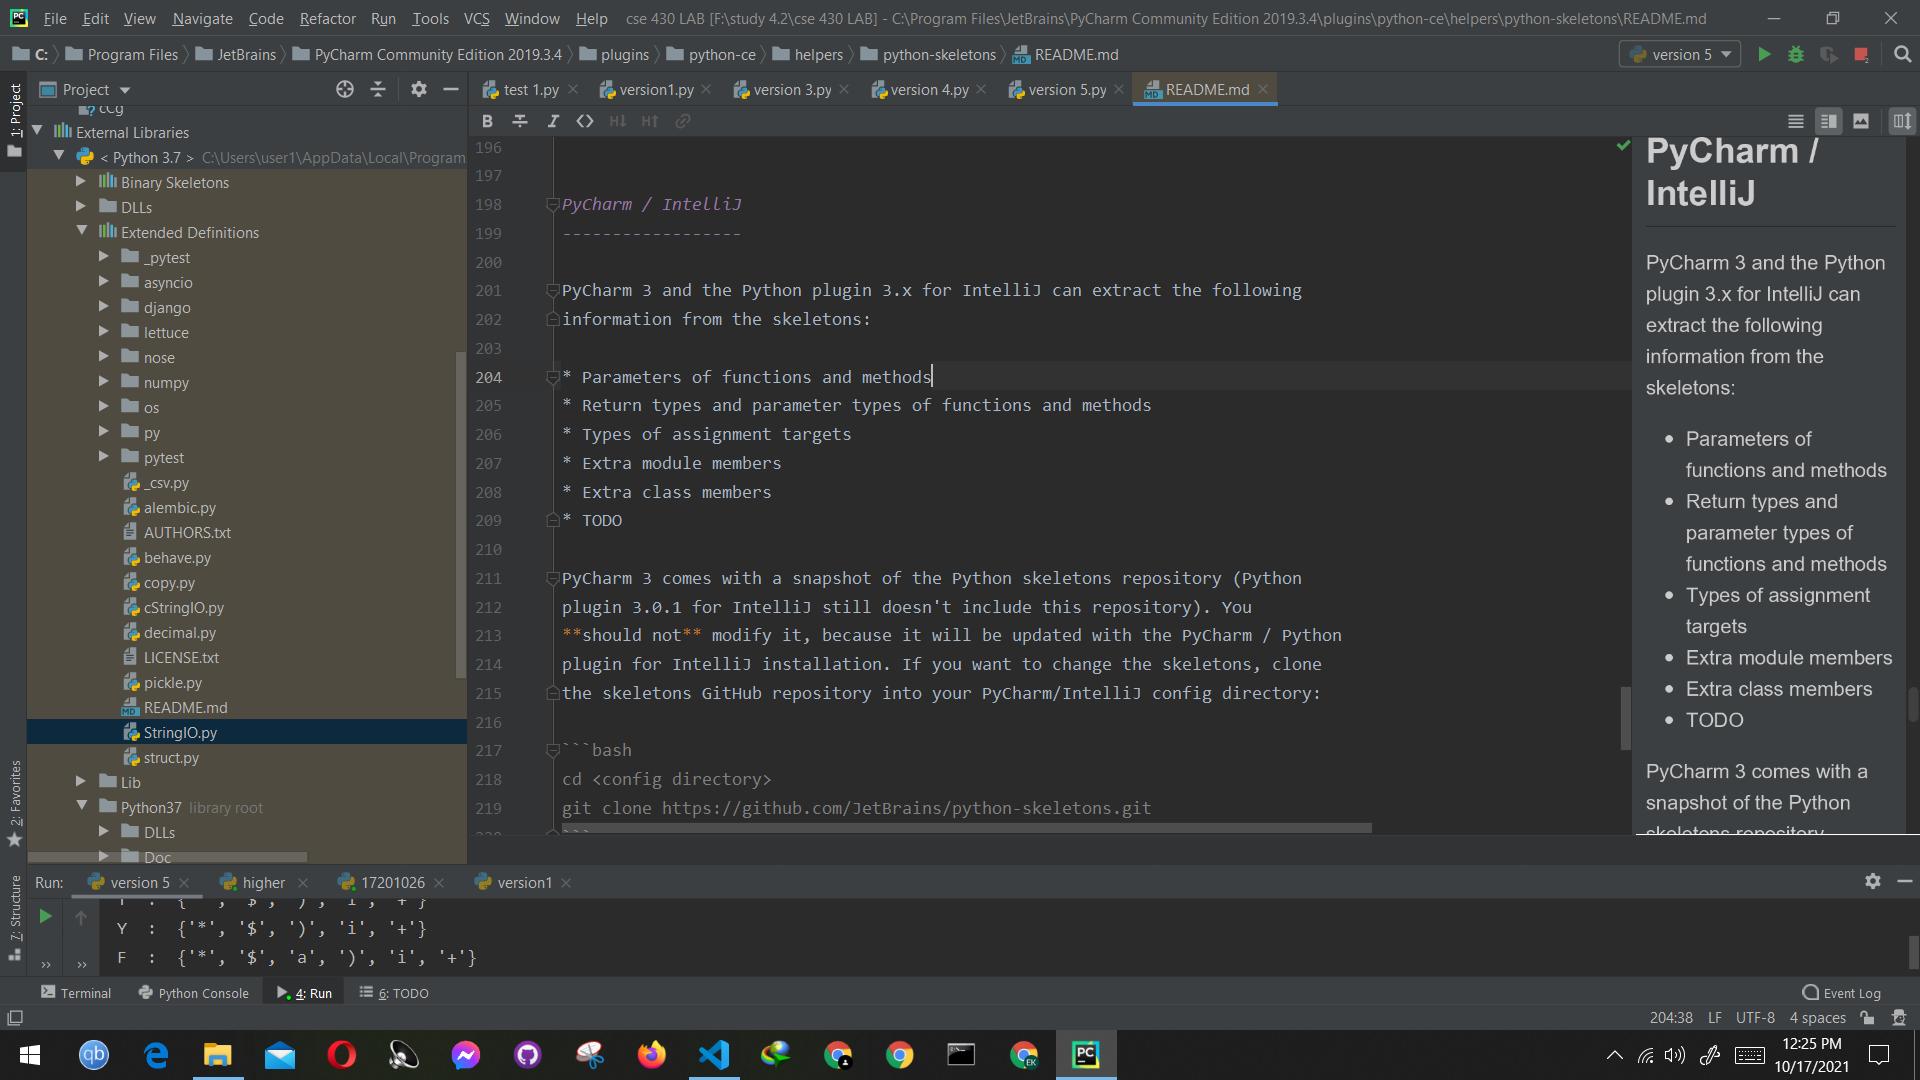 File Edit View Navigate Code Refactor Run Tools VCS Window Help cse 430 LAB [F:\study 4.2\cse 430 LAB] - C:\Program Files\JetBrains\PyCharm Community Edition 2019.3.4\plugins\python-ce\helpers\python-skeletons\README.md
C: Program Files JetBrains PyCharm Community Edition 2019.3.4 plugins python-ce helpers python-skeletons README.md version 5
1: Project
Project
External Libraries
< Python 3.7 > C:\Users\user1\AppData\Local\Program
Binary Skeletons
DLLs
Extended Definitions
_pytest
asyncio
django
lettuce
nose
numpy
os
py
pytest
_csv.py
alembic.py
AUTHORS.txt
behave.py
copy.py
cStringIO.py
decimal.py
LICENSE.txt
pickle.py
README.md
StringIO.py
struct.py
Lib
Python37 library root
DLLs
Doc
2: Favorites
7: Structure
test 1.py version1.py version 3.py version 4.py version 5.py README.md
B I
196
197
198 PyCharm / IntelliJ
199 ------------------
200
201 PyCharm 3 and the Python plugin 3.x for IntelliJ can extract the following
202 information from the skeletons:
203
204 * Parameters of functions and methods
205 * Return types and parameter types of functions and methods
206 * Types of assignment targets
207 * Extra module members
208 * Extra class members
209 * TODO
210
211 PyCharm 3 comes with a snapshot of the Python skeletons repository (Python
212 plugin 3.0.1 for IntelliJ still doesn't include this repository). You
213 **should not** modify it, because it will be updated with the PyCharm / Python
214 plugin for IntelliJ installation. If you want to change the skeletons, clone
215 the skeletons GitHub repository into your PyCharm/IntelliJ config directory:
216
217 ```bash
218 cd <config directory>
219 git clone https://github.com/JetBrains/python-skeletons.git
PyCharm /
IntelliJ
PyCharm 3 and the Python
plugin 3.x for IntelliJ can
extract the following
information from the
skeletons:
• Parameters of
functions and methods
• Return types and
parameter types of
functions and methods
• Types of assignment
targets
• Extra module members
• Extra class members
• TODO
PyCharm 3 comes with a
snapshot of the Python
skeletons repository
Run: version 5 higher 17201026 version1
Y : {'*', '$', ')', 'i', '+'}
F : {'*', '$', 'a', ')', 'i', '+'}
Terminal Python Console 4: Run 6: TODO Event Log
204:38 LF UTF-8 4 spaces
12:25 PM
10/17/2021